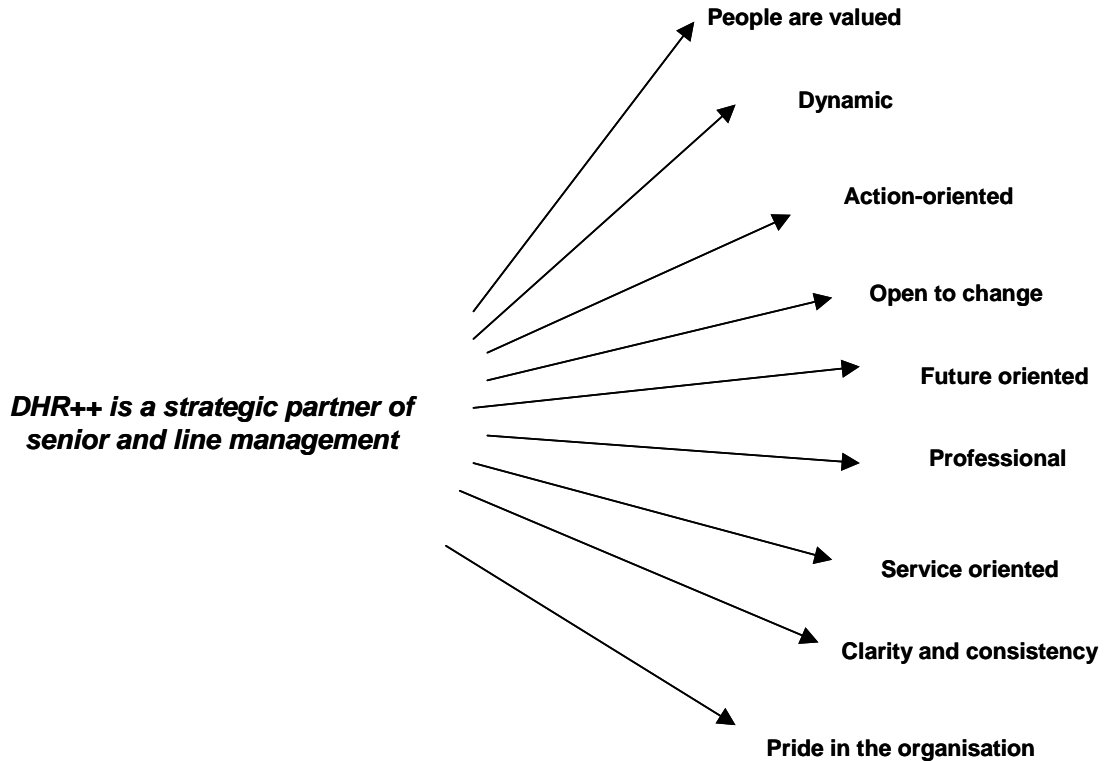 People are valued
Dynamic
Action-oriented
Open to change
Future oriented
DHR++ is a strategic partner of
senior and line management
Professional
Service oriented
Clarity and consistency
Pride in the organisation